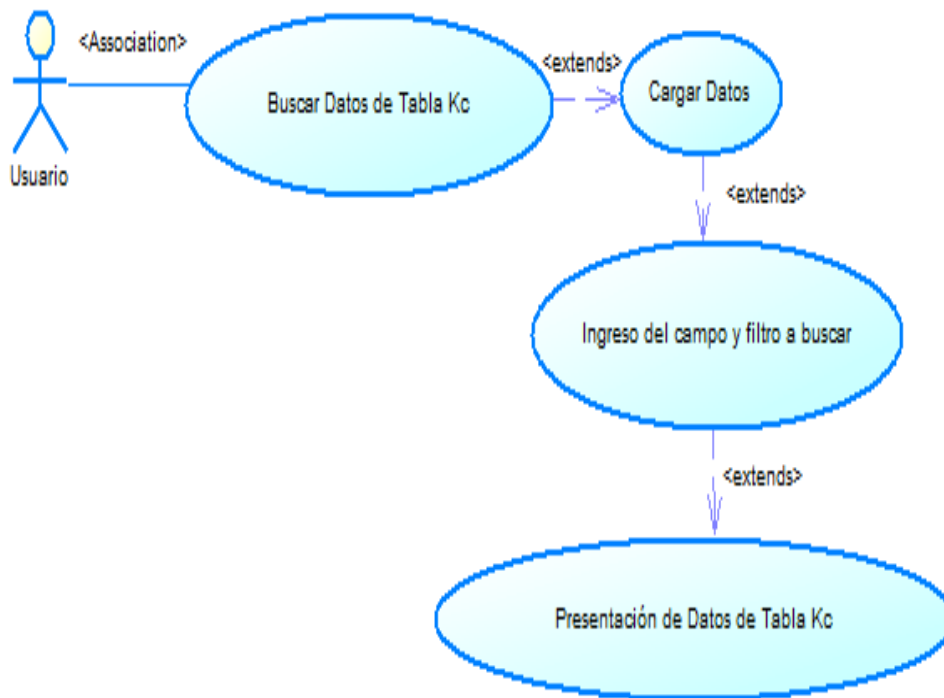 <Association>
Usuario
Buscar Datos de Tabla Kc
<extends>
Cargar Datos
<extends>
Ingreso del campo y filtro a buscar
<extends>
Presentación de Datos de Tabla Kc